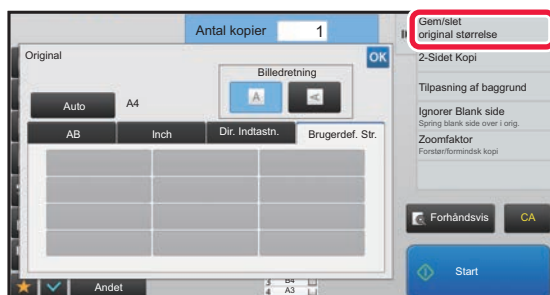 Antal kopier 1
Original
OK
Billedretning
A A
Auto A4
AB Inch Dir. Indtastn. Brugerdef. Str.
Gem/slet
original størrelse
2-Sidet Kopi
Tilpasning af baggrund
Ignorer Blank side
Spring blank side over i orig.
Zoomfaktor
Forstør/formindsk kopi
Forhåndsvis CA
Start
Andet
3 B4
4 A3